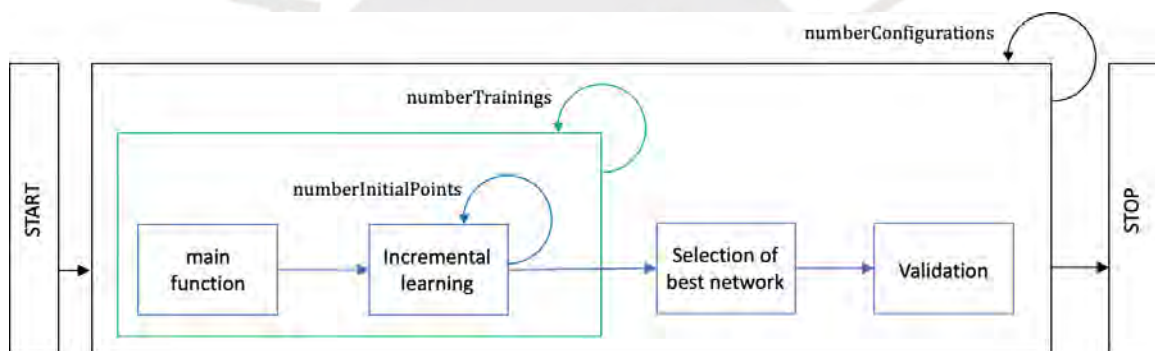 numberConfigurations
numberTrainings
numberInitialPoints
START
main
function
Incremental
learning
Selection of
best network
Validation
STOP